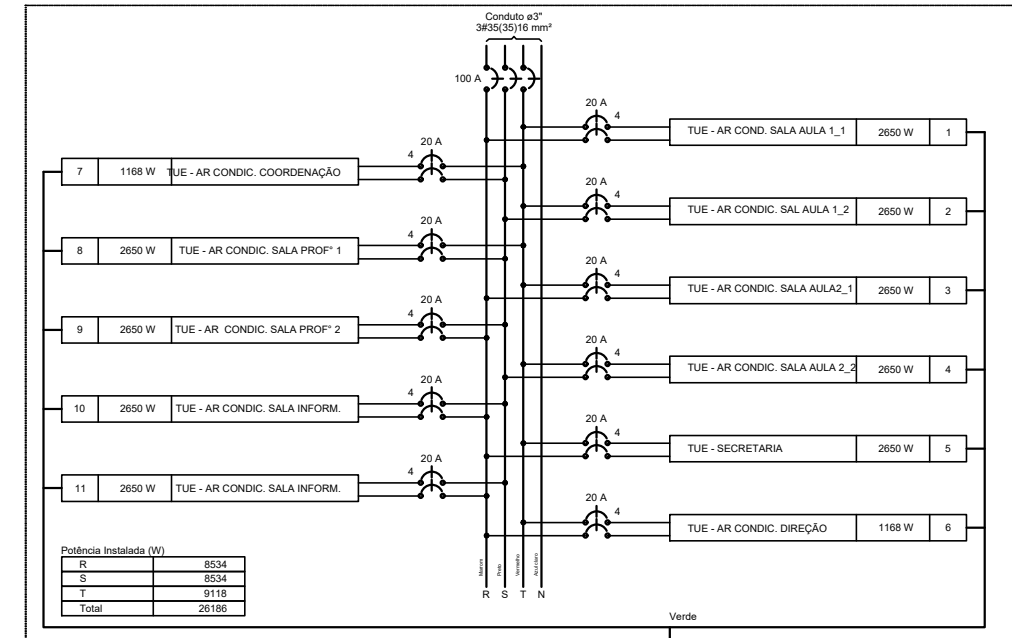 Conduto ø3"
3#35(35)16 mm²
100 A
20 A
4
TUE - AR COND. SALA AULA 1_1 2650 W 1
20 A
4
7 1168 W TUE - AR CONDIC. COORDENAÇÃO
20 A
4
TUE - AR CONDIC. SAL AULA 1_2 2650 W 2
20 A
4
8 2650 W TUE - AR CONDIC. SALA PROF° 1
20 A
4
TUE - AR CONDIC. SALA AULA2_1 2650 W 3
20 A
4
9 2650 W TUE - AR CONDIC. SALA PROF° 2
20 A
4
TUE - AR CONDIC. SALA AULA 2_2 2650 W 4
20 A
4
10 2650 W TUE - AR CONDIC. SALA INFORM.
20 A
4
TUE - SECRETARIA 2650 W 5
20 A
4
11 2650 W TUE - AR CONDIC. SALA INFORM.
20 A
4
TUE - AR CONDIC. DIREÇÃO 1168 W 6
Potência Instalada (W)
R 8534
S 8534
T 9118
Total 26186
Marrom
Preto
Vermelho
Azul claro
R S T N
Verde